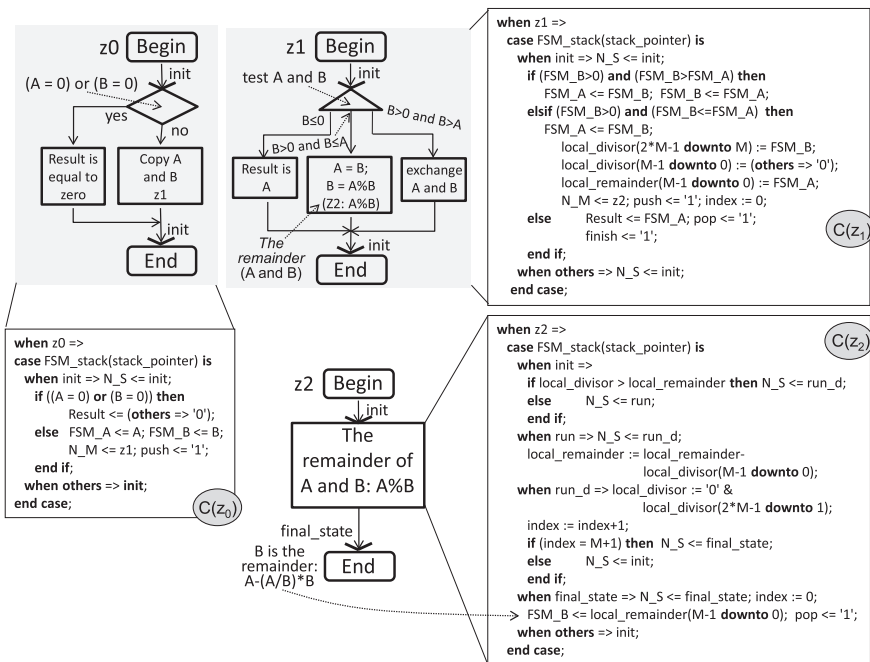 z0
Begin
init
(A = 0) or (B = 0)
yes
no
Result is
equal to
zero
Copy A
and B
z1
init
End
z1
Begin
init
test A and B
B≤0
B>0 and B≤A
B>0 and B>A
Result is
A
A = B;
B = A%B
(Z2: A%B)
exchange
A and B
The
remainder
(A and B)
init
End
when z1 =>
case FSM_stack(stack_pointer) is
when init => N_S <= init;
if (FSM_B>0) and (FSM_B>FSM_A) then
FSM_A <= FSM_B; FSM_B <= FSM_A;
elsif (FSM_B>0) and (FSM_B<=FSM_A) then
FSM_A <= FSM_B;
local_divisor(2*M-1 downto M) := FSM_B;
local_divisor(M-1 downto 0) := (others => '0');
local_remainder(M-1 downto 0) := FSM_A;
N_M <= z2; push <= '1'; index := 0;
else Result <= FSM_A; pop <= '1';
finish <= '1';
end if;
when others => N_S <= init;
end case;
C(z1)
when z0 =>
case FSM_stack(stack_pointer) is
when init => N_S <= init;
if ((A = 0) or (B = 0)) then
Result <= (others => '0');
else FSM_A <= A; FSM_B <= B;
N_M <= z1; push <= '1';
end if;
when others => init;
end case;
C(z0)
z2
Begin
init
The
remainder of
A and B: A%B
final_state
B is the
remainder:
A-(A/B)*B
End
when z2 =>
case FSM_stack(stack_pointer) is
when init =>
if local_divisor > local_remainder then N_S <= run_d;
else N_S <= run;
end if;
when run => N_S <= run_d;
local_remainder := local_remainder-
local_divisor(M-1 downto 0);
when run_d => local_divisor := '0' &
local_divisor(2*M-1 downto 1);
index := index+1;
if (index = M+1) then N_S <= final_state;
else N_S <= init;
end if;
when final_state => N_S <= final_state; index := 0;
FSM_B <= local_remainder(M-1 downto 0); pop <= '1';
when others => init;
end case;
C(z2)